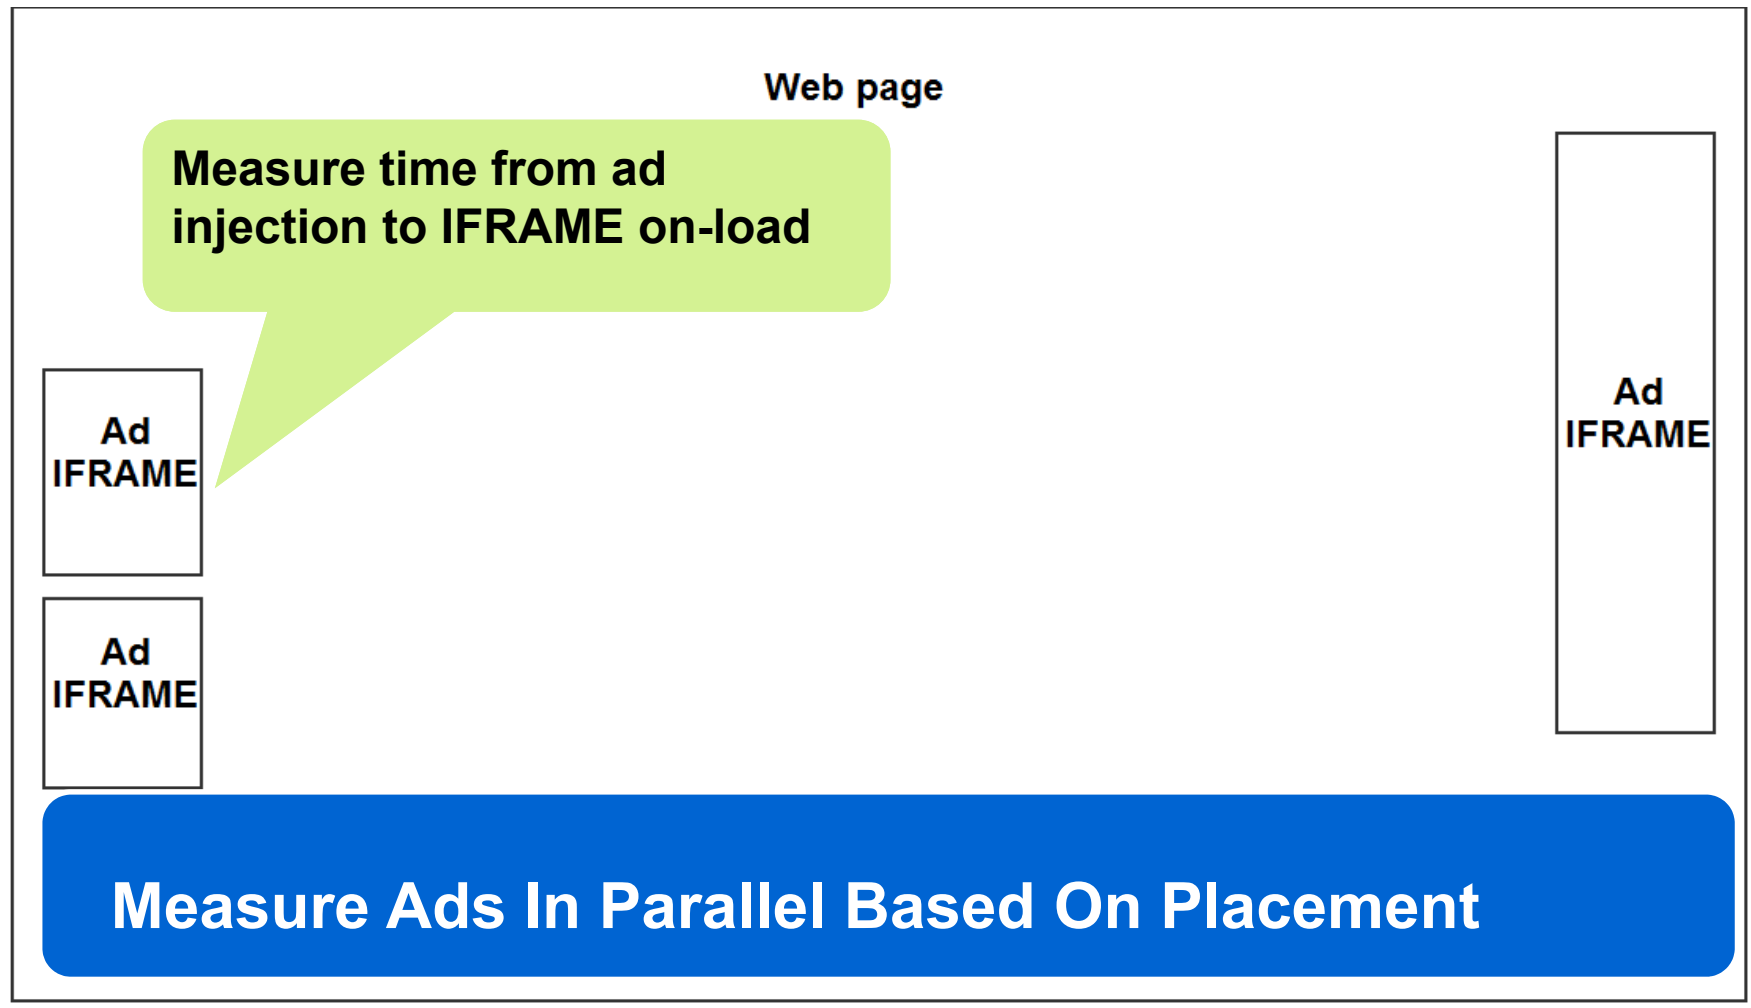 Web page
Measure time from ad
injection to IFRAME on-load
Ad
IFRAME
Ad
IFRAME
Ad
IFRAME
Measure Ads In Parallel Based On Placement